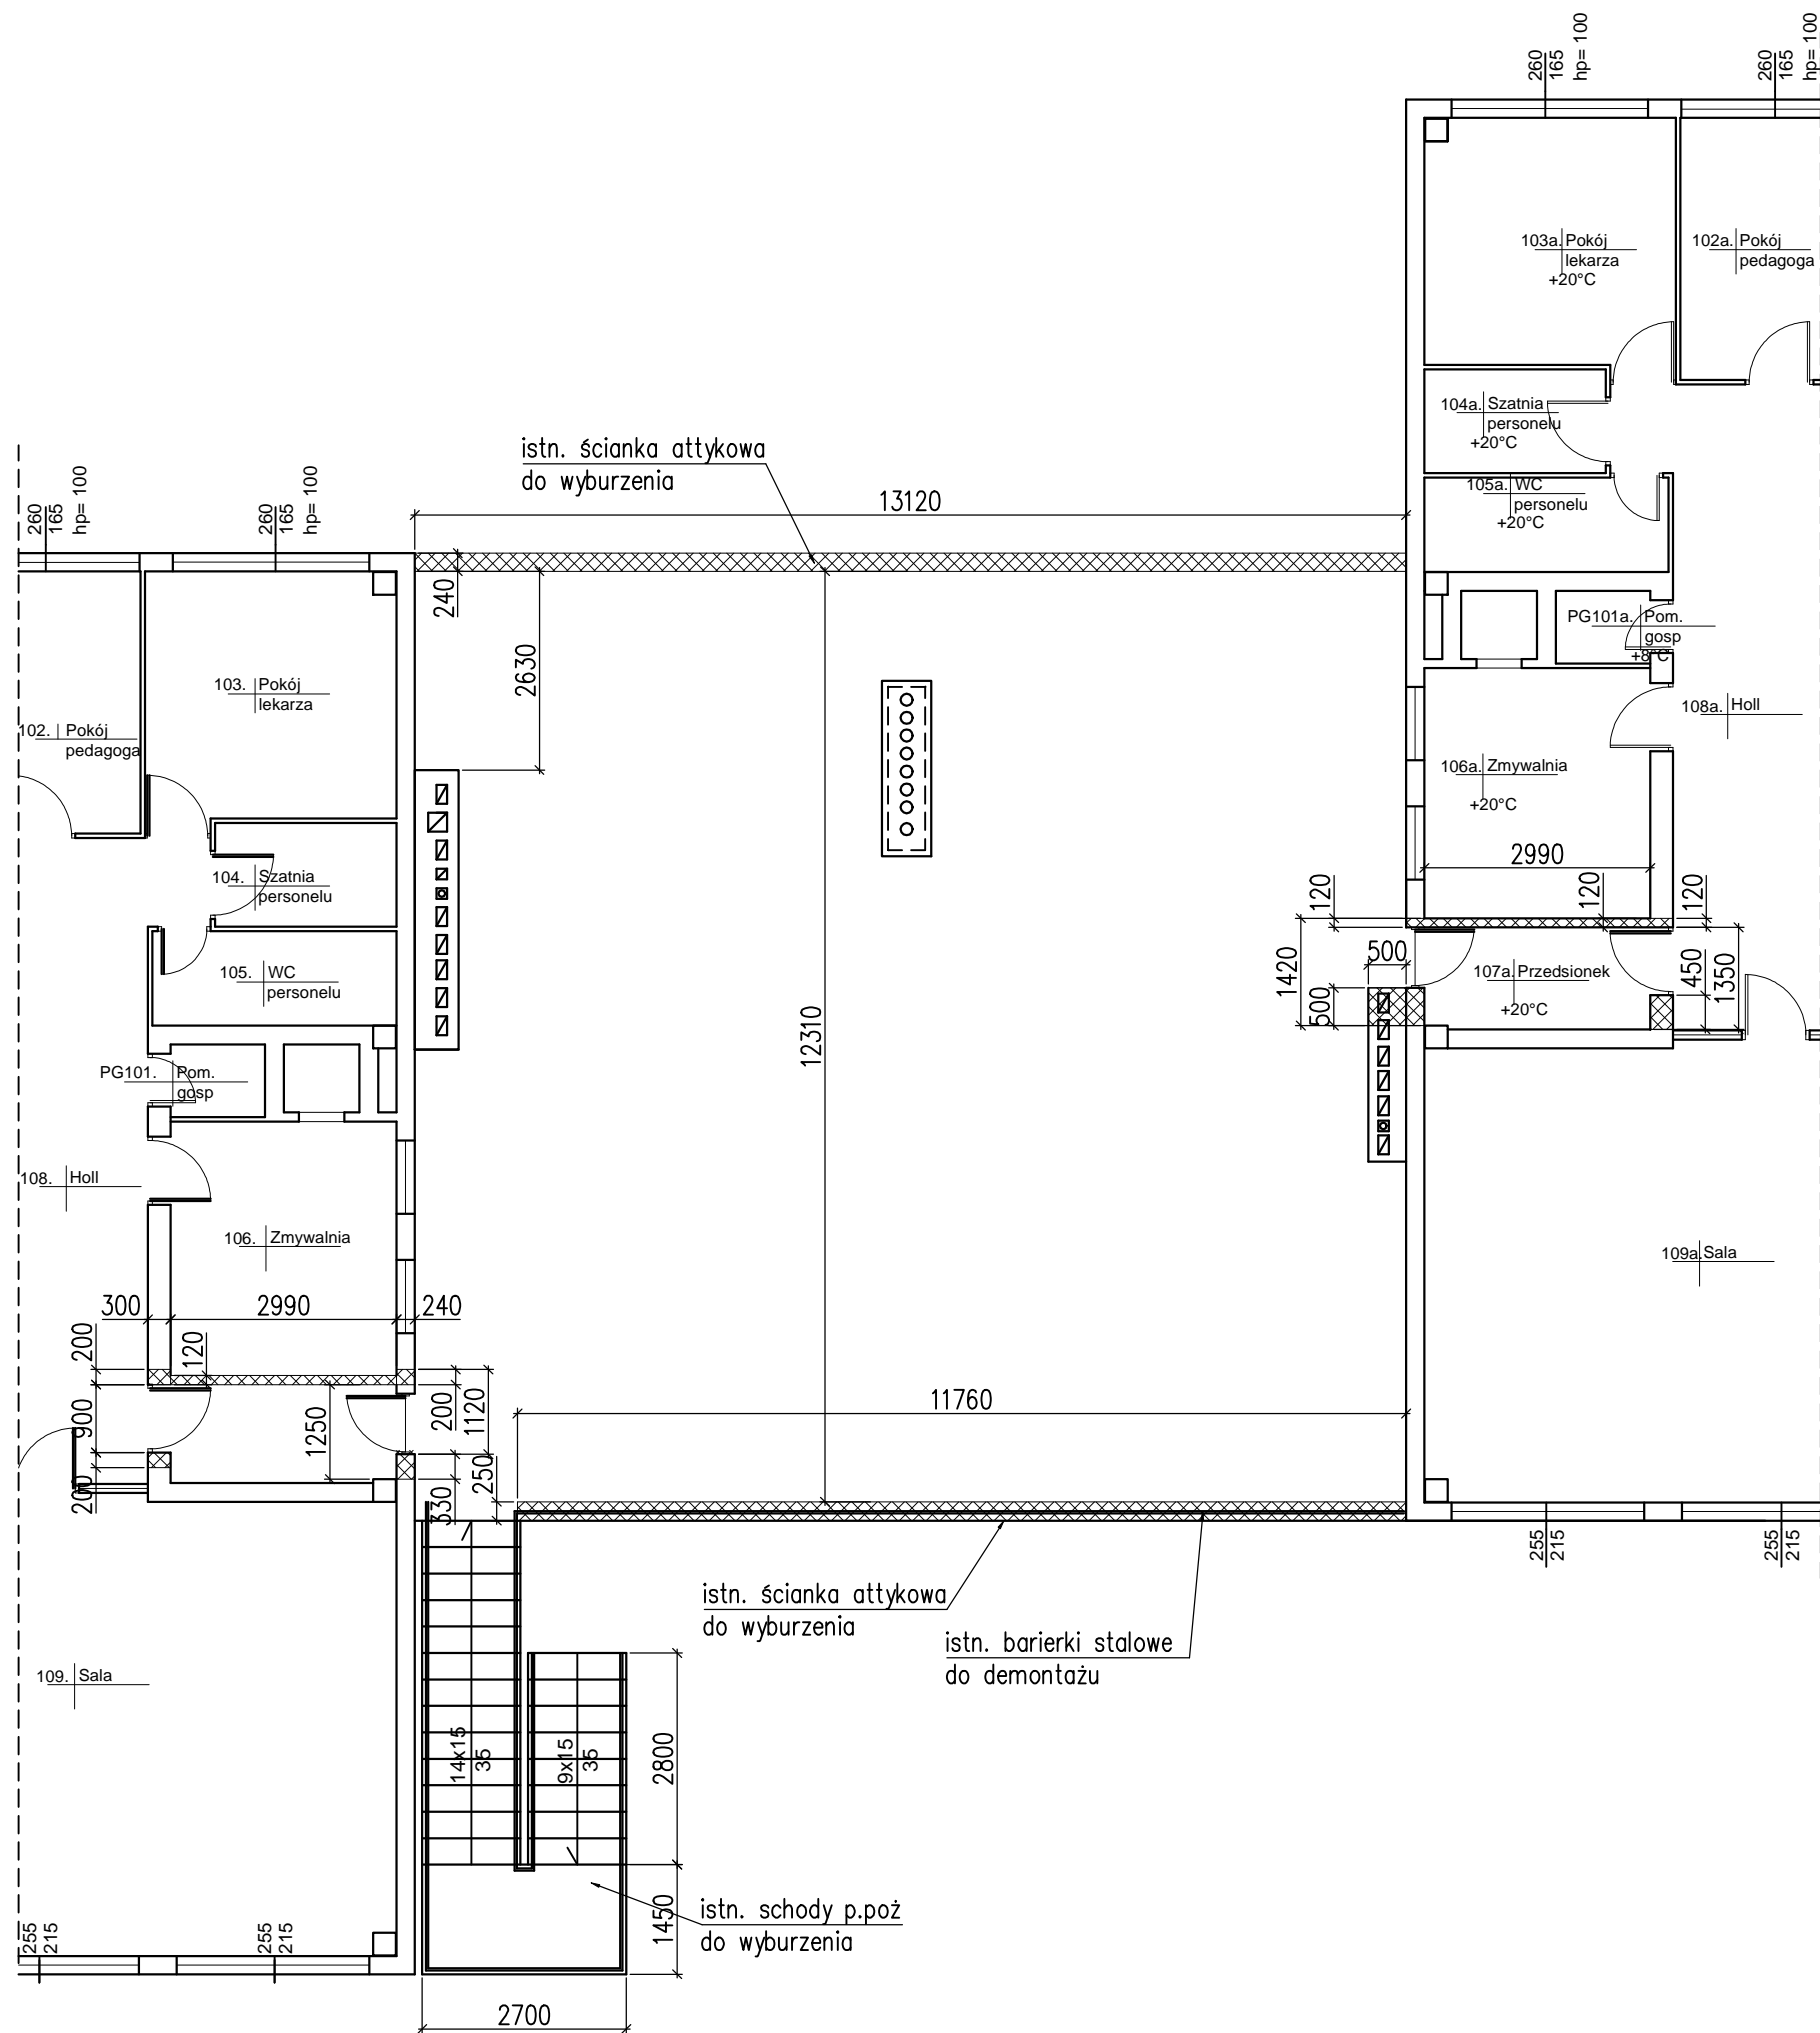 260
165
hp= 100
260
165
hp= 100
103a. Pokój
lekarza
+20°C
102a. Pokój
pedagoga
104a. Szatnia
personelu
+20°C
105a. WC
personelu
+20°C
PG101a. Pom.
gosp
+8°C
108a. Holl
106a. Zmywalnia
+20°C
2990
120
120
120
1420
500
500
107a. Przedsionek
+20°C
450
1350
109a. Sala
255
215
255
215
istn. ścianka attykowa
do wyburzenia
13120
240
2630
12310
11760
260
165
hp= 100
260
165
hp= 100
103. Pokój
lekarza
102. Pokój
pedagoga
104. Szatnia
personelu
105. WC
personelu
PG101. Pom.
gosp
108. Holl
106. Zmywalnia
300
2990
240
200
120
900
200
1250
200
1120
330
250
109. Sala
istn. ścianka attykowa
do wyburzenia
istn. barierki stalowe
do demontażu
14x15
35
9x15
35
2800
1450
istn. schody p.poż
do wyburzenia
2700
255
215
255
215